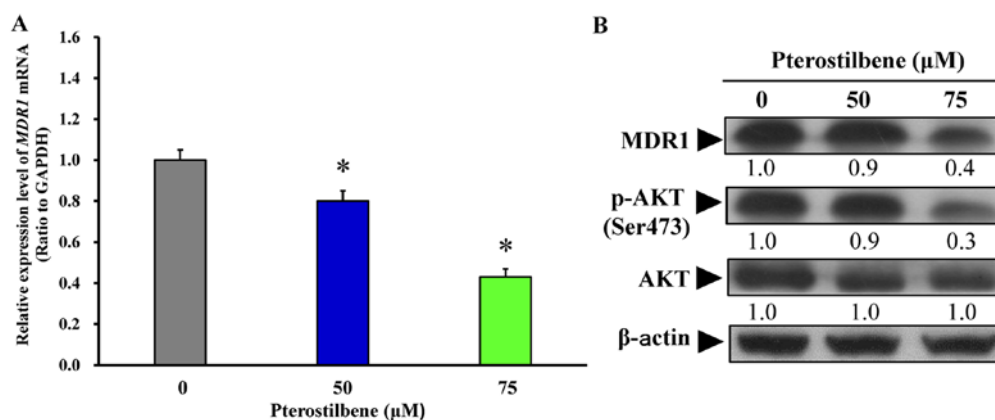 A
Relative expression level of MDR1 mRNA
(Ratio to GAPDH)
1.6
1.4
1.2
1.0
0.8
0.6
0.4
0.2
0.0
*
*
0 50 75
Pterostilbene (μM)
B
Pterostilbene (μM)
0 50 75
MDR1
1.0 0.9 0.4
p-AKT
(Ser473)
1.0 0.9 0.3
AKT
1.0 1.0 1.0
β-actin